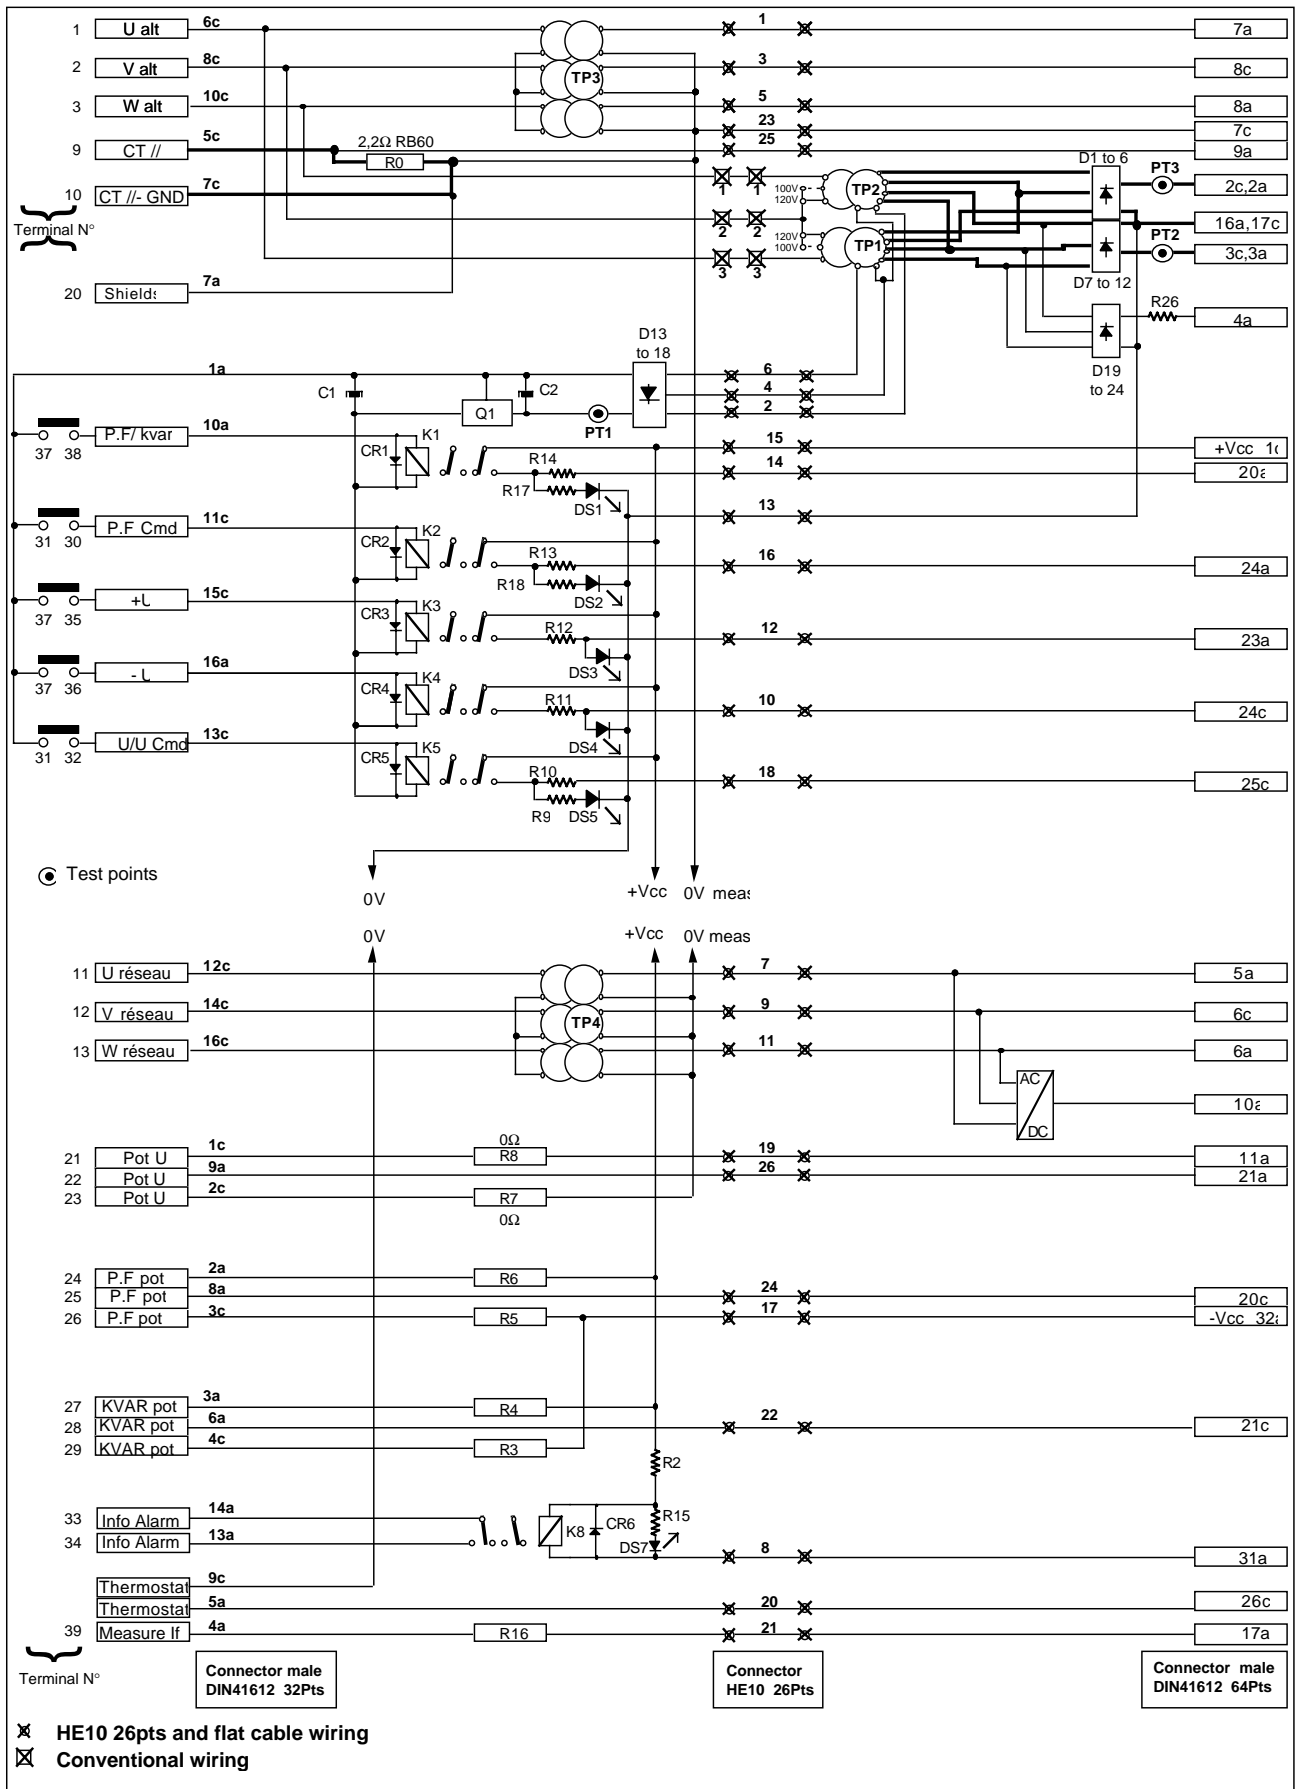 1 U alt 6c 1 7a
2 V alt 8c TP3 3 8c
3 W alt 10c 5 8a
23 7c
9 CT // 5c 2,2Ω RB60 25 9a
R0
D1 to 6
PT3
10 CT //- GND 7c 1 1 100V TP2 2c,2a
120V
Terminal N°
2 2 16a,17c
120V PT2
100V TP1 3c,3a
3 3
D7 to 12
20 Shields 7a
R26
4a
D13
to 18
D19
to 24
1a 6
C1 C2 4
Q1 2
PT1
P.F/ kvar 10a K1 15 +Vcc
37 38 CR1 R14 14
R17
DS1 13
P.F Cmd 11c K2
31 30 CR2 R13 16 24a
R18
DS2
15c K3
37 35 CR3 R12 12 23a
DS3
16a K4
37 36 CR4 R11 10 24c
DS4
U/U Cmd 13c K5
31 32 CR5 R10 18 25c
R9 DS5
Test points
0V +Vcc 0V meas
0V +Vcc 0V meas
11 U réseau 12c 7 5a
12 V réseau 14c TP4 9 6c
13 W réseau 16c 11 6a
AC
DC
0Ω
21 Pot U 1c R8 19 11a
22 Pot U 9a 26 21a
23 Pot U 2c R7
0Ω
24 P.F pot 2a R6
25 P.F pot 8a 24 20c
26 P.F pot 3c R5 17 -Vcc
27 KVAR pot 3a R4
28 KVAR pot 6a 22 21c
29 KVAR pot 4c R3
R2
33 Info Alarm 14a R15
K8 CR6
34 Info Alarm 13a DS7 8 31a
Thermostat 9c
Thermostat 5a 20 26c
39 Measure If 4a R16 21 17a
Terminal N°
Connector male
DIN41612 32Pts
Connector
HE10 26Pts
Connector male
DIN41612 64Pts
HE10 26pts and flat cable wiring
Conventional wiring